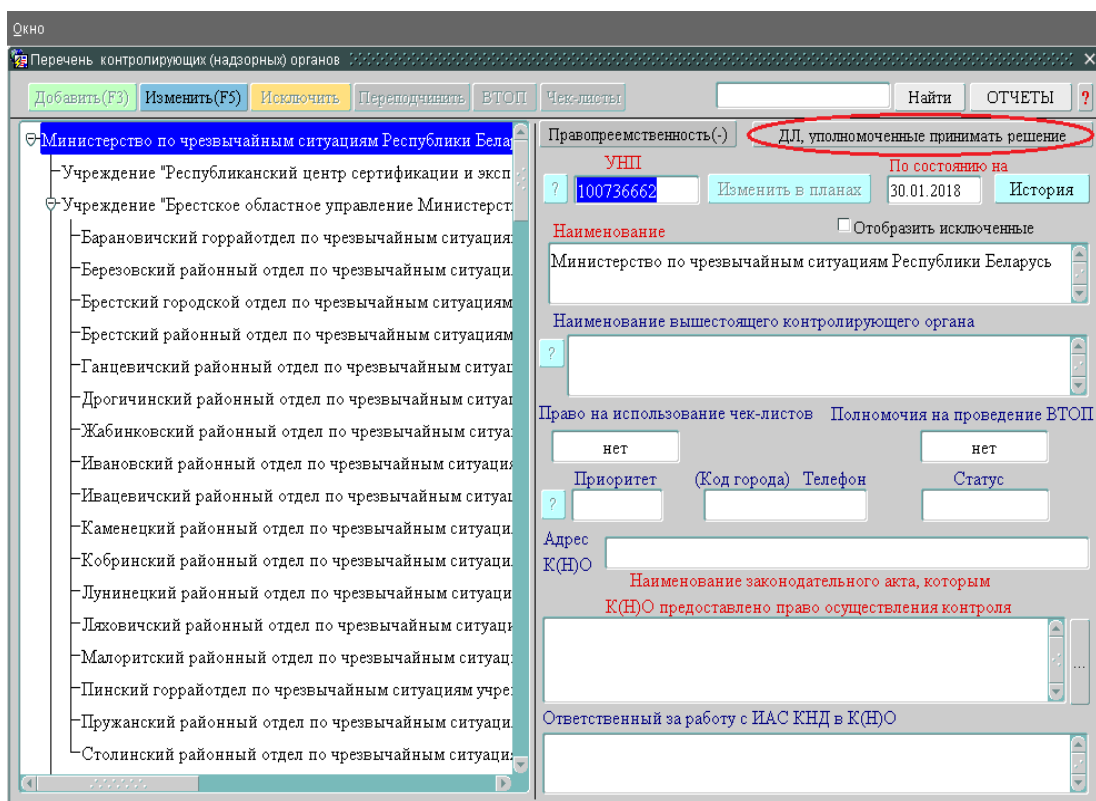 Окно
Перечень контролирующих (надзорных) органов
Добавить(F3) Изменить(F5) Исключить Переподчинить ВТОП Чек-листы Найти ОТЧЕТЫ ?
Министерство по чрезвычайным ситуациям Республики Бела
Учреждение "Республиканский центр сертификации и эксп
Учреждение "Брестское областное управление Министерст
Барановичский горрайотдел по чрезвычайным ситуация
Березовский районный отдел по чрезвычайным ситуаци
Брестский городской отдел по чрезвычайным ситуациям
Брестский районный отдел по чрезвычайным ситуациям
Ганцевичский районный отдел по чрезвычайным ситуац
Дрогичинский районный отдел по чрезвычайным ситуац
Жабинковский районный отдел по чрезвычайным ситуа
Ивановский районный отдел по чрезвычайным ситуация
Ивацевичский районный отдел по чрезвычайным ситуац
Каменецкий районный отдел по чрезвычайным ситуаци
Кобринский районный отдел по чрезвычайным ситуаци
Лунинецкий районный отдел по чрезвычайным ситуаци
Ляховичский районный отдел по чрезвычайным ситуаци
Малоритский районный отдел по чрезвычайным ситуац
Пинский горрайотдел по чрезвычайным ситуациям учре
Пружанский районный отдел по чрезвычайным ситуаци
Столинский районный отдел по чрезвычайным ситуаци
Правопреемственность(-) ДЛ, уполномоченные принимать решение
УНП По состоянию на
? 100736662 Изменить в планах 30.01.2018 История
Наименование Отобразить исключенные
Министерство по чрезвычайным ситуациям Республики Беларусь
Наименование вышестоящего контролирующего органа
?
Право на использование чек-листов Полномочия на проведение ВТОП
нет нет
Приоритет (Код города) Телефон Статус
?
Адрес
К(Н)О
Наименование законодательного акта, которым
К(Н)О предоставлено право осуществления контроля
...
Ответственный за работу с ИАС КНД в К(Н)О